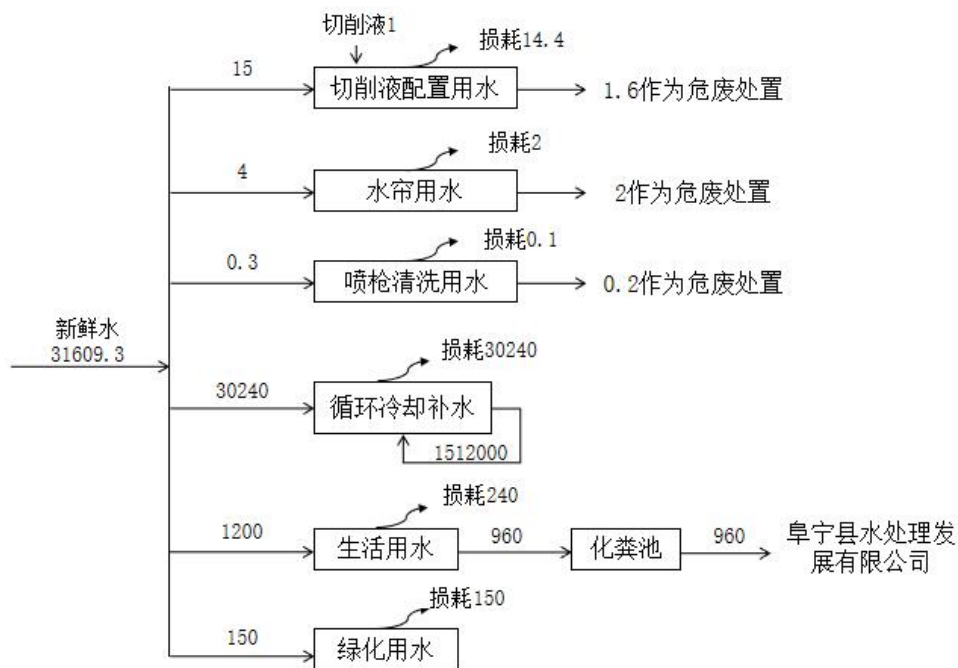 切削液1
损耗14.4
15
切削液配置用水
1.6作为危废处置
损耗2
4
水帘用水
2作为危废处置
损耗0.1
0.3
喷枪清洗用水
0.2作为危废处置
新鲜水
31609.3
损耗30240
30240
循环冷却补水
1512000
损耗240
1200
生活用水
960
化粪池
960
阜宁县水处理发
展有限公司
损耗150
150
绿化用水